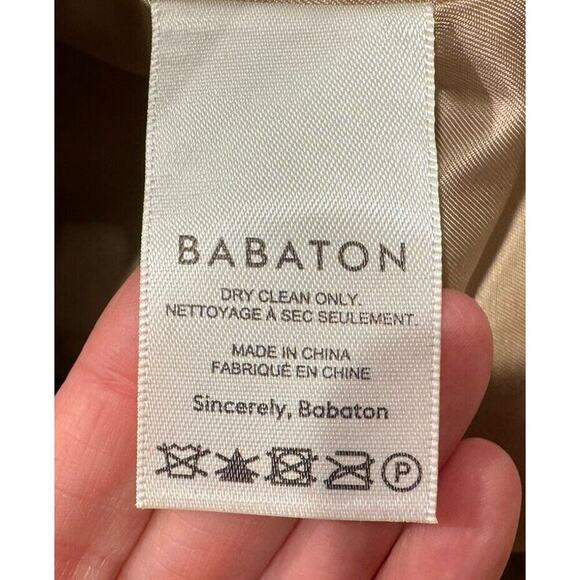 BABATON
DRY CLEAN ONLY.
NETTOYAGE À SEC SEULEMENT.
MADE IN CHINA
FABRIQUÉ EN CHINE
Sincerely, Babaton
P